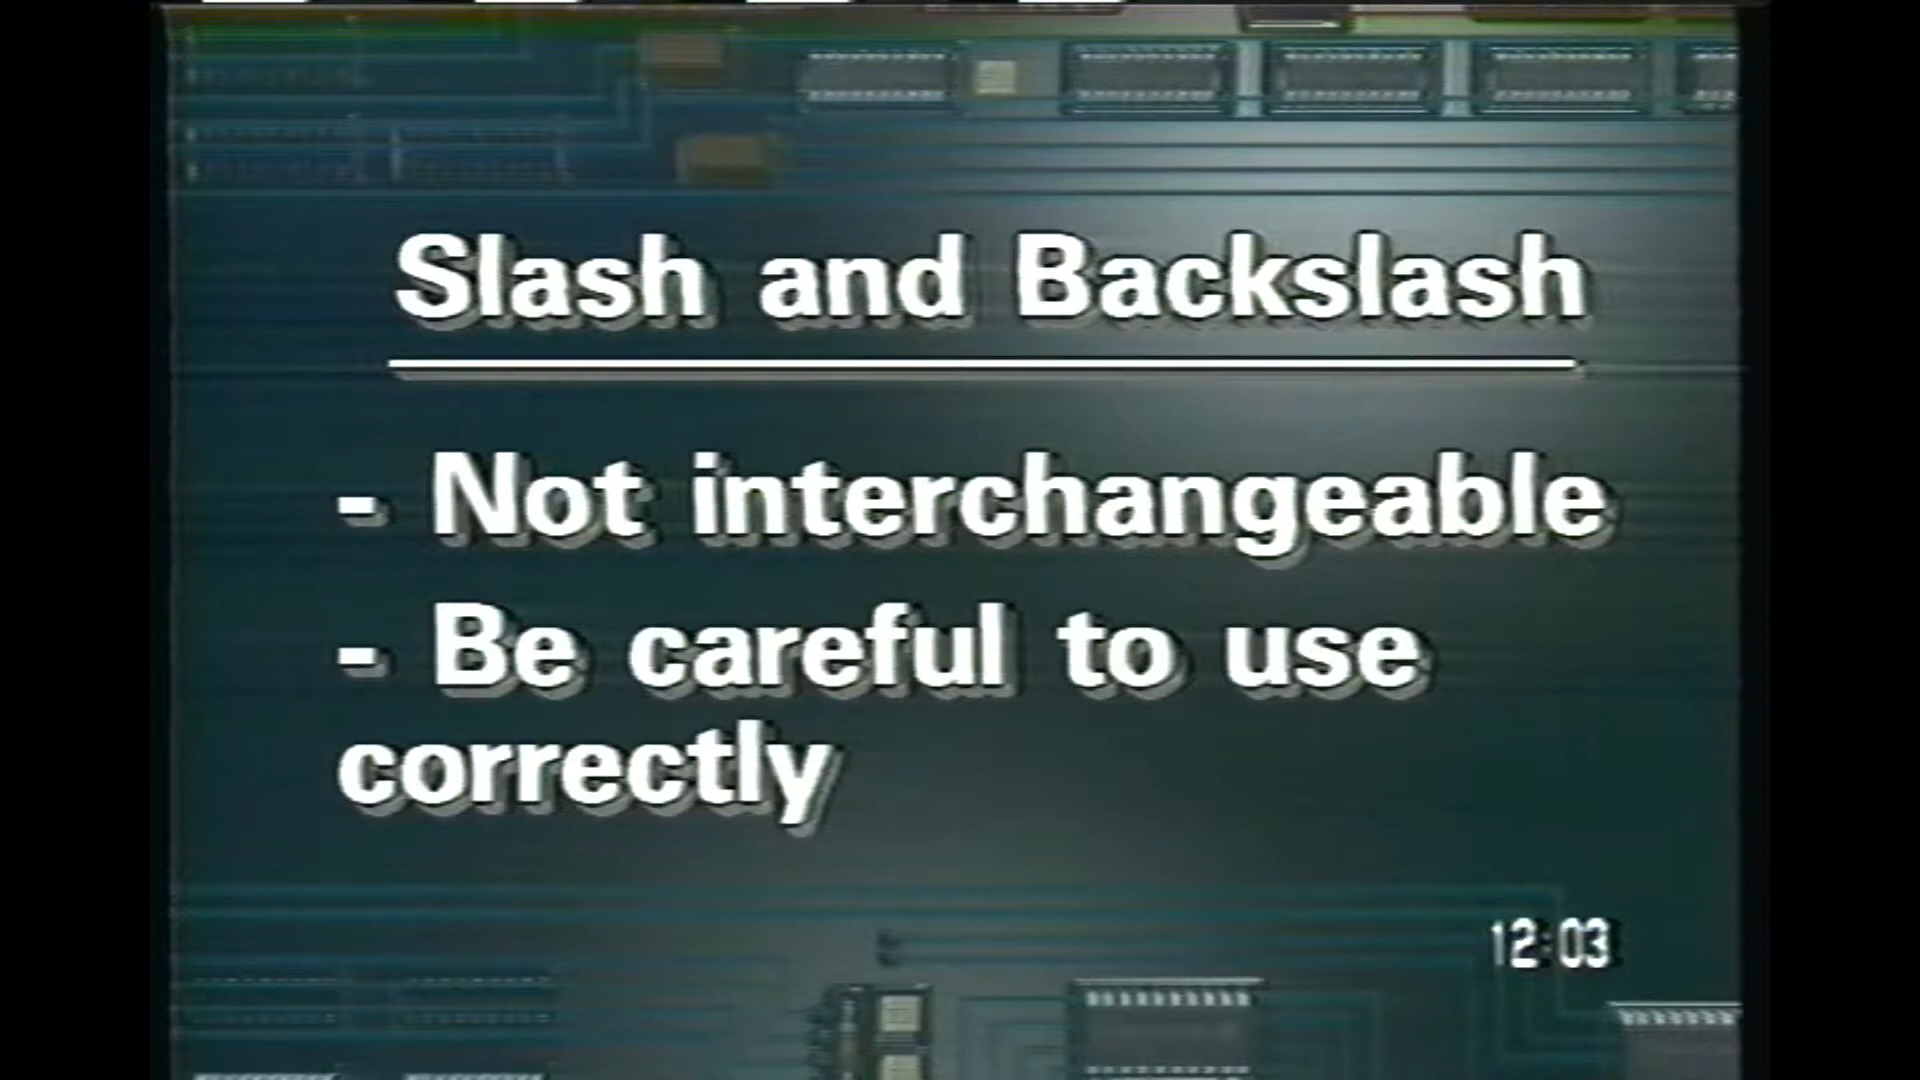 Slash and Backslash
- Not interchangeable
- Be careful to use
correctly
12:03